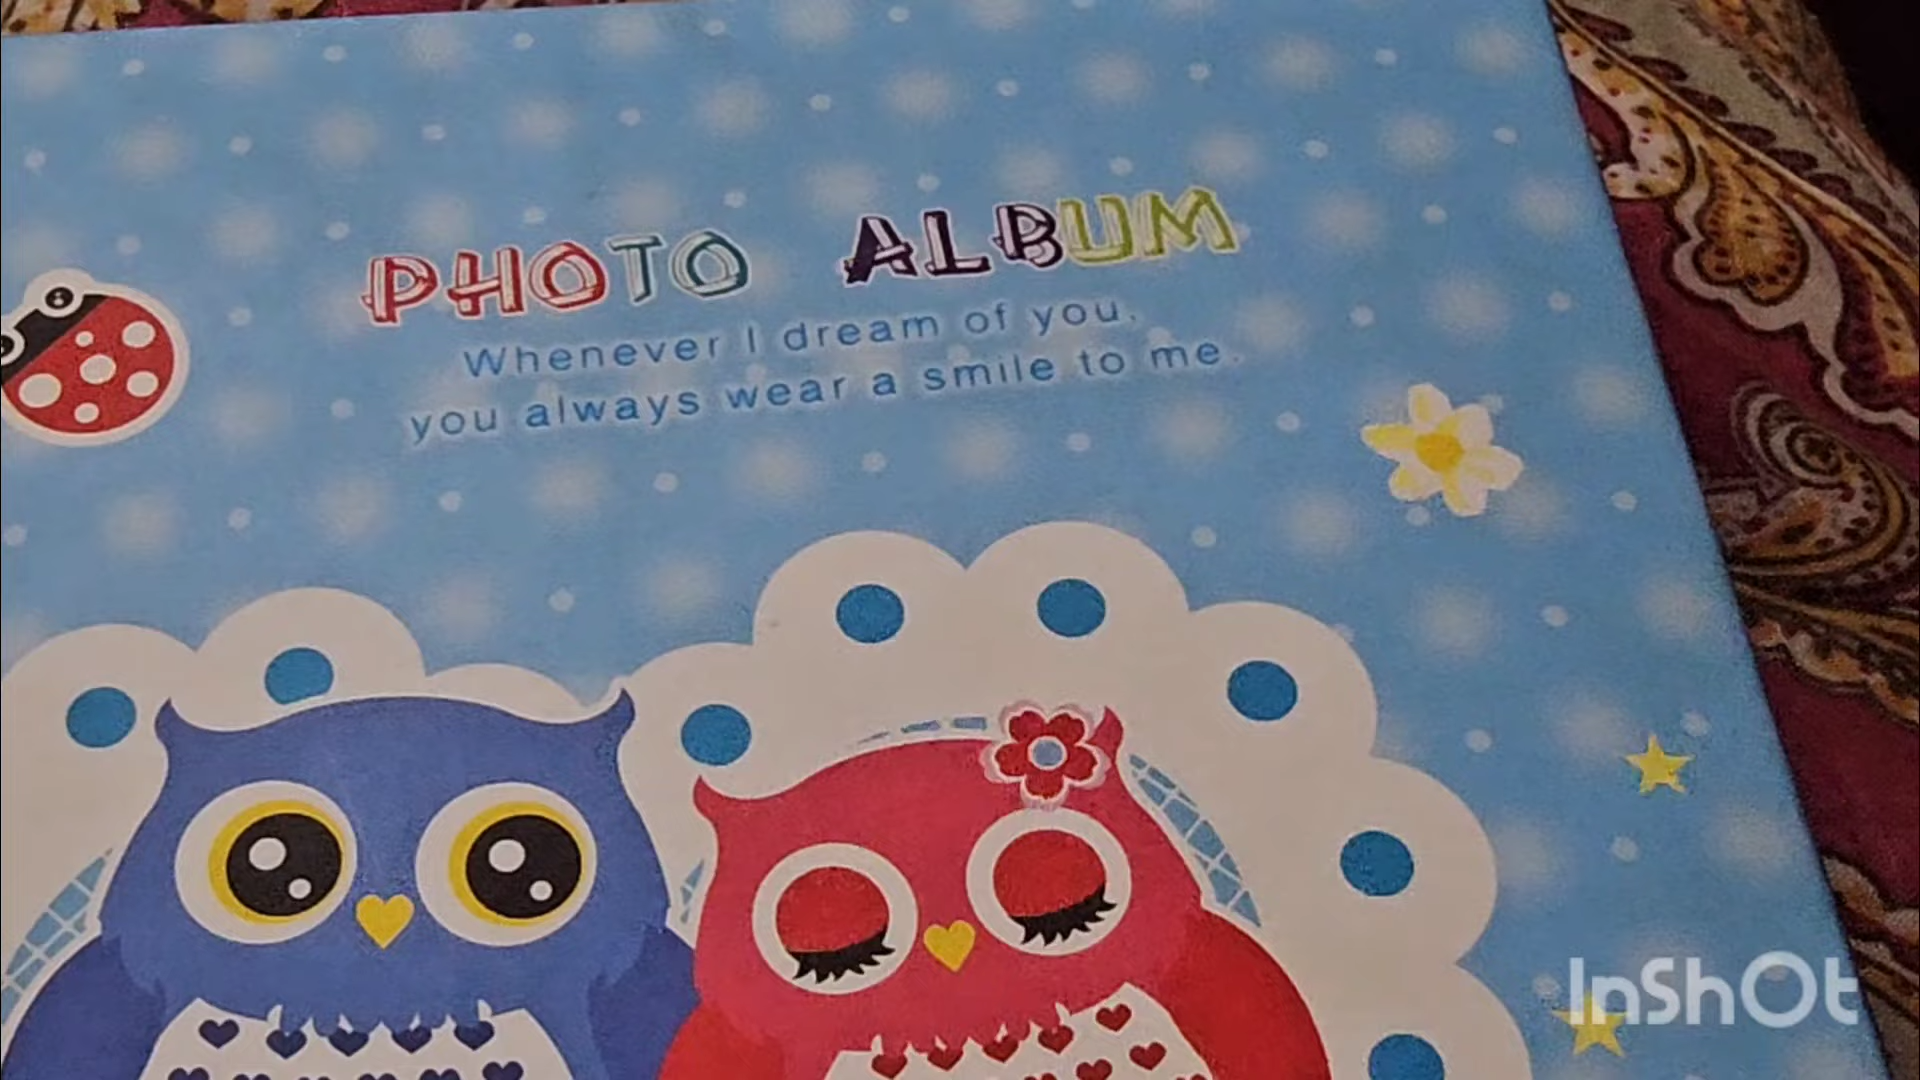 PHOTO ALBUM
Whenever I dream of you,
you always wear a smile to me.
InShOt